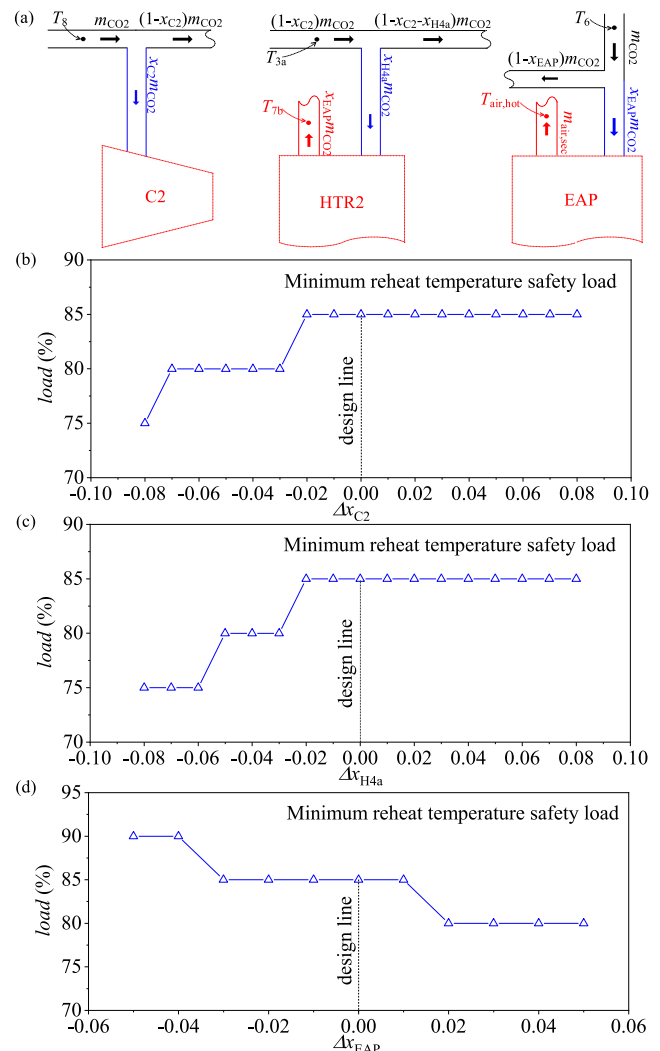 (a)
T8 mCO2 (1-xC2)mCO2
xC2mCO2
C2
(1-xC2)mCO2 (1-xC2-xH4a)mCO2
T3a
xH4amCO2
T7b
xEAPmCO2
HTR2
T6
mCO2
(1-xEAP)mCO2
xEAPmCO2
Tair,hot
mair,sec
EAP
(b)
Minimum reheat temperature safety load
load (%)
90
85
80
75
70
design line
-0.10 -0.08 -0.06 -0.04 -0.02 0.00 0.02 0.04 0.06 0.08 0.10
ΔxC2
(c)
Minimum reheat temperature safety load
load (%)
90
85
80
75
70
design line
-0.10 -0.08 -0.06 -0.04 -0.02 0.00 0.02 0.04 0.06 0.08 0.10
ΔxH4a
(d)
Minimum reheat temperature safety load
load (%)
95
90
85
80
75
70
design line
-0.06 -0.04 -0.02 0.00 0.02 0.04 0.06
ΔxEAP